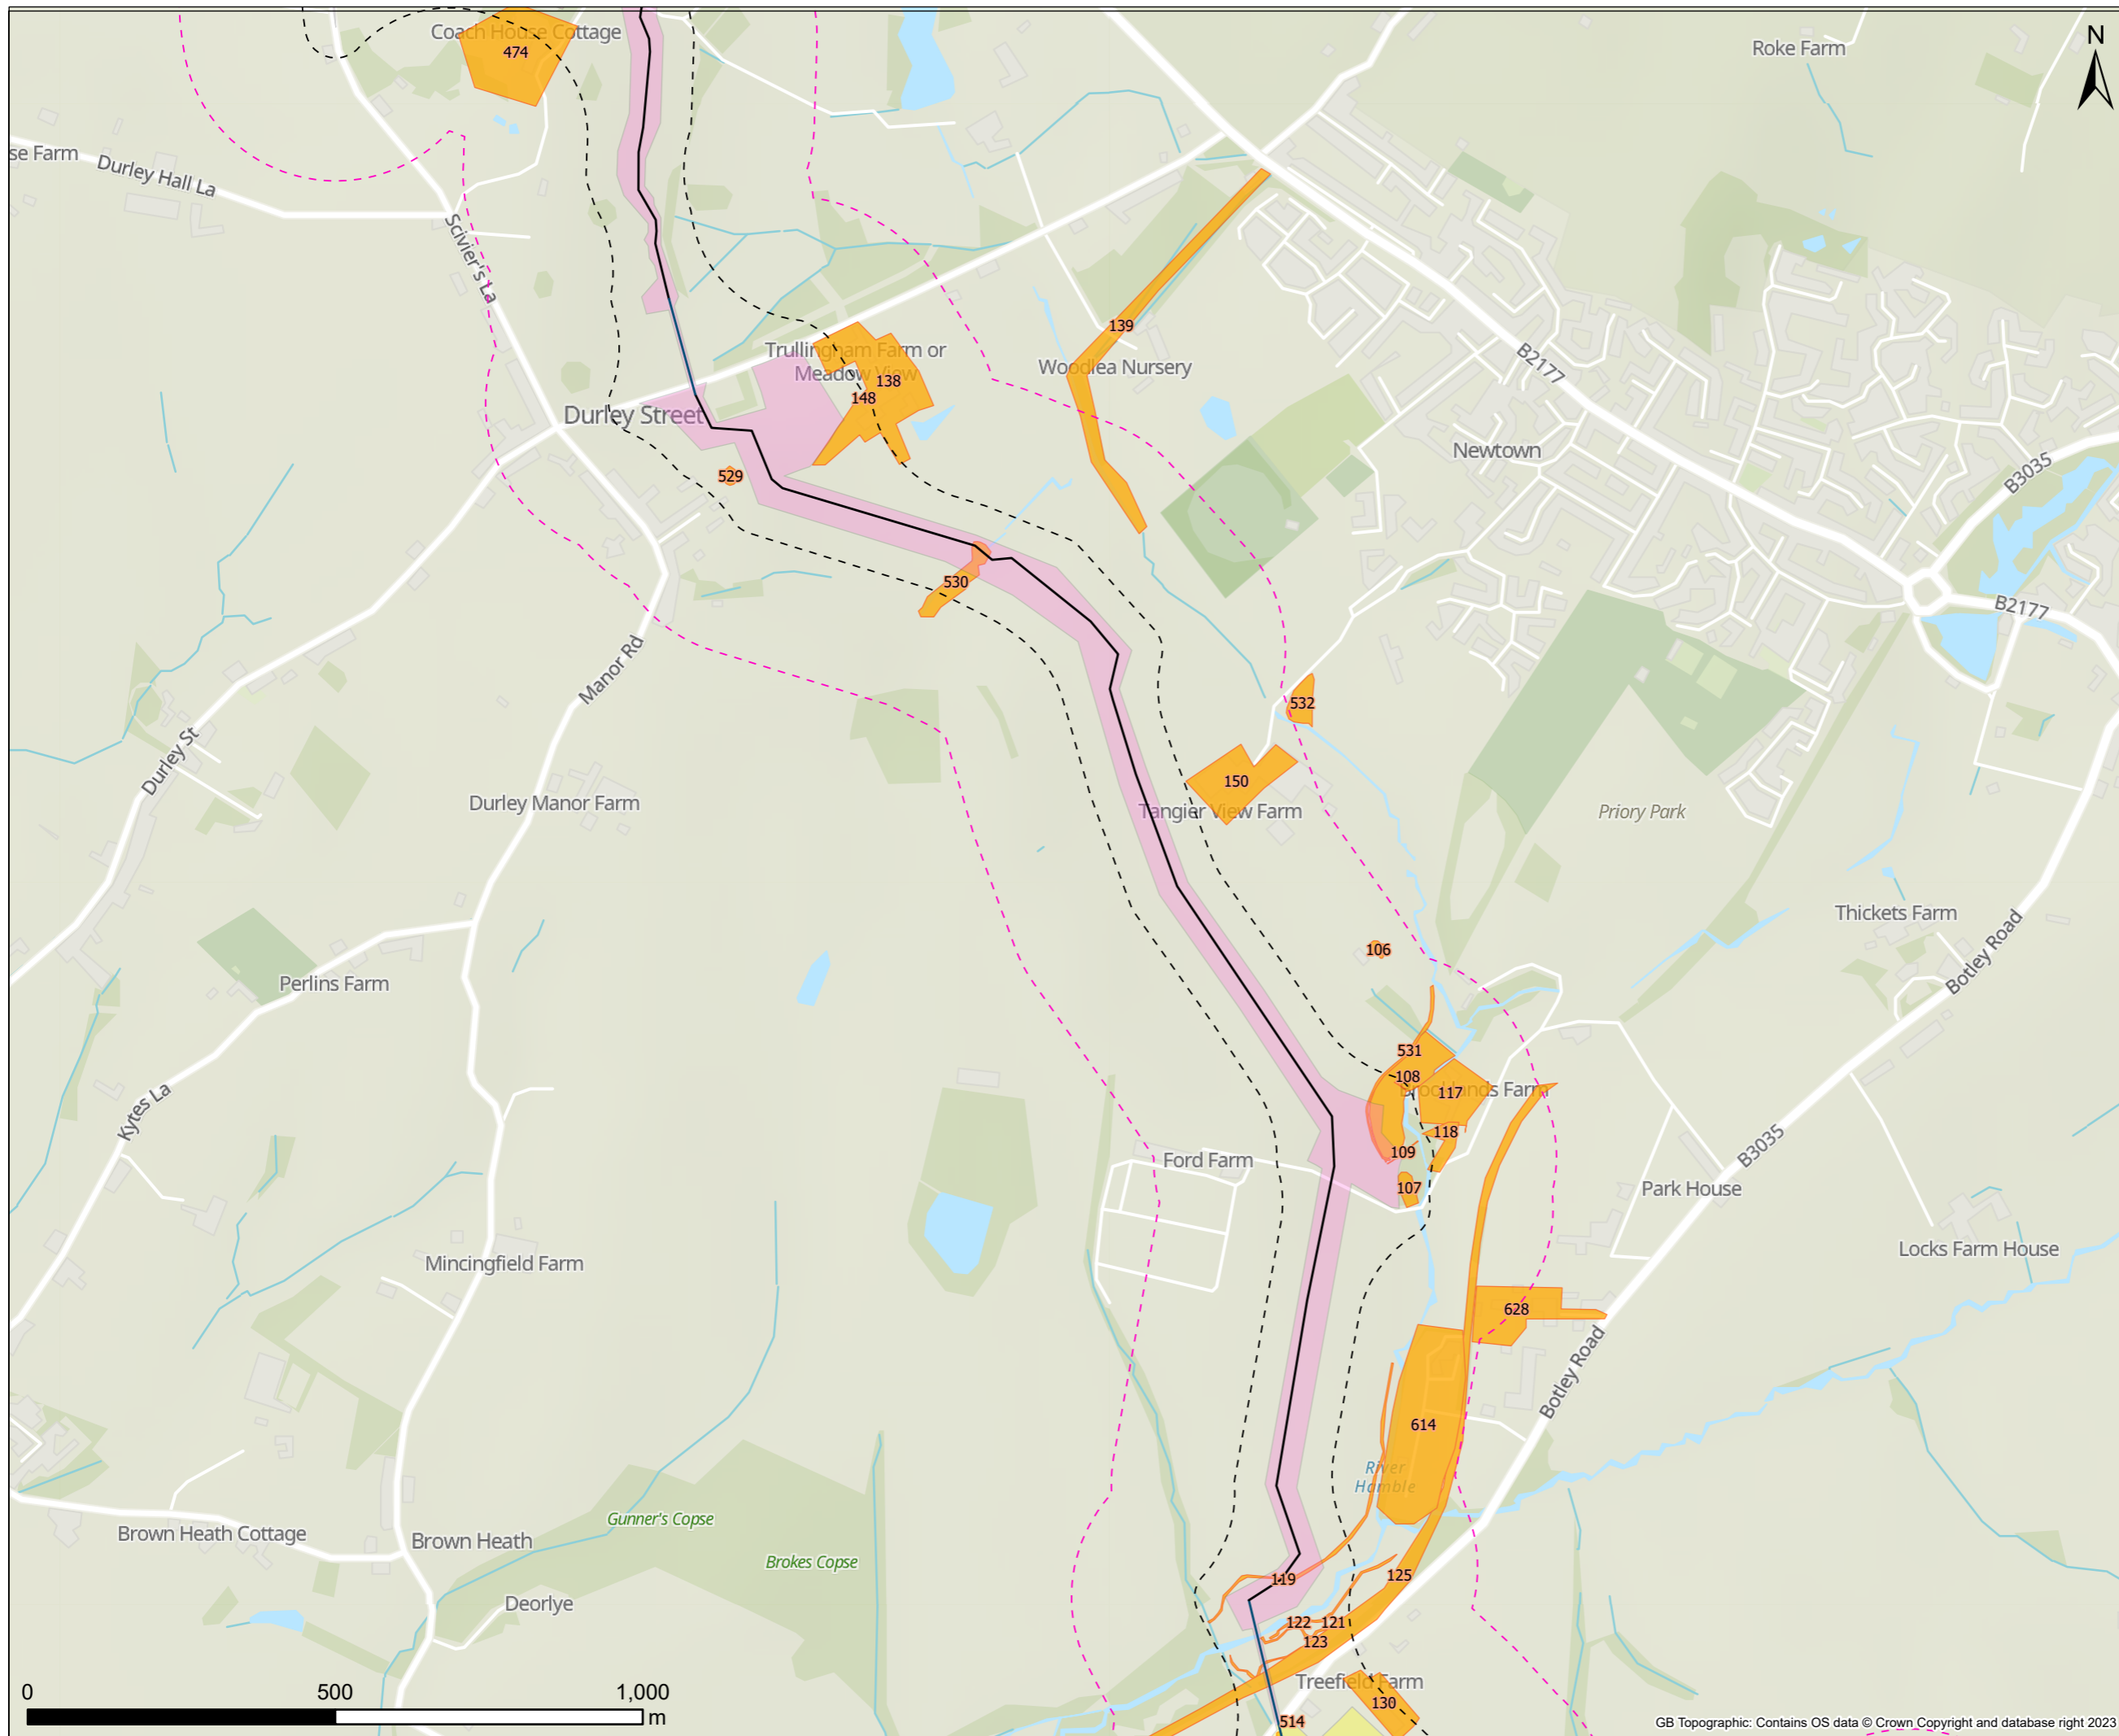 Coach House Cottage
474
Roke Farm
N
se Farm
Durley Hall La
Scivier's La
139
Trullingham Farm or
Meadow View
138
148
Woodlea Nursery
B2177
Durley Street
Newtown
B3035
529
530
B2177
Manor Rd
532
Durley St
150
Durley Manor Farm
Tangier View Farm
Priory Park
Thickets Farm
106
Botley Road
Perlins Farm
531
108
Brooklands Farm
117
Kytes La
118
109
B3035
Ford Farm
107
Park House
Locks Farm House
Mincingfield Farm
628
Botley Road
614
River
Hamble
Gunner's Copse
Brown Heath Cottage
Brown Heath
Brokes Copse
119
125
Deorlye
122
121
123
Treefield Farm
130
514
0
500
1,000
m
GB Topographic: Contains OS data © Crown Copyright and database right 2023